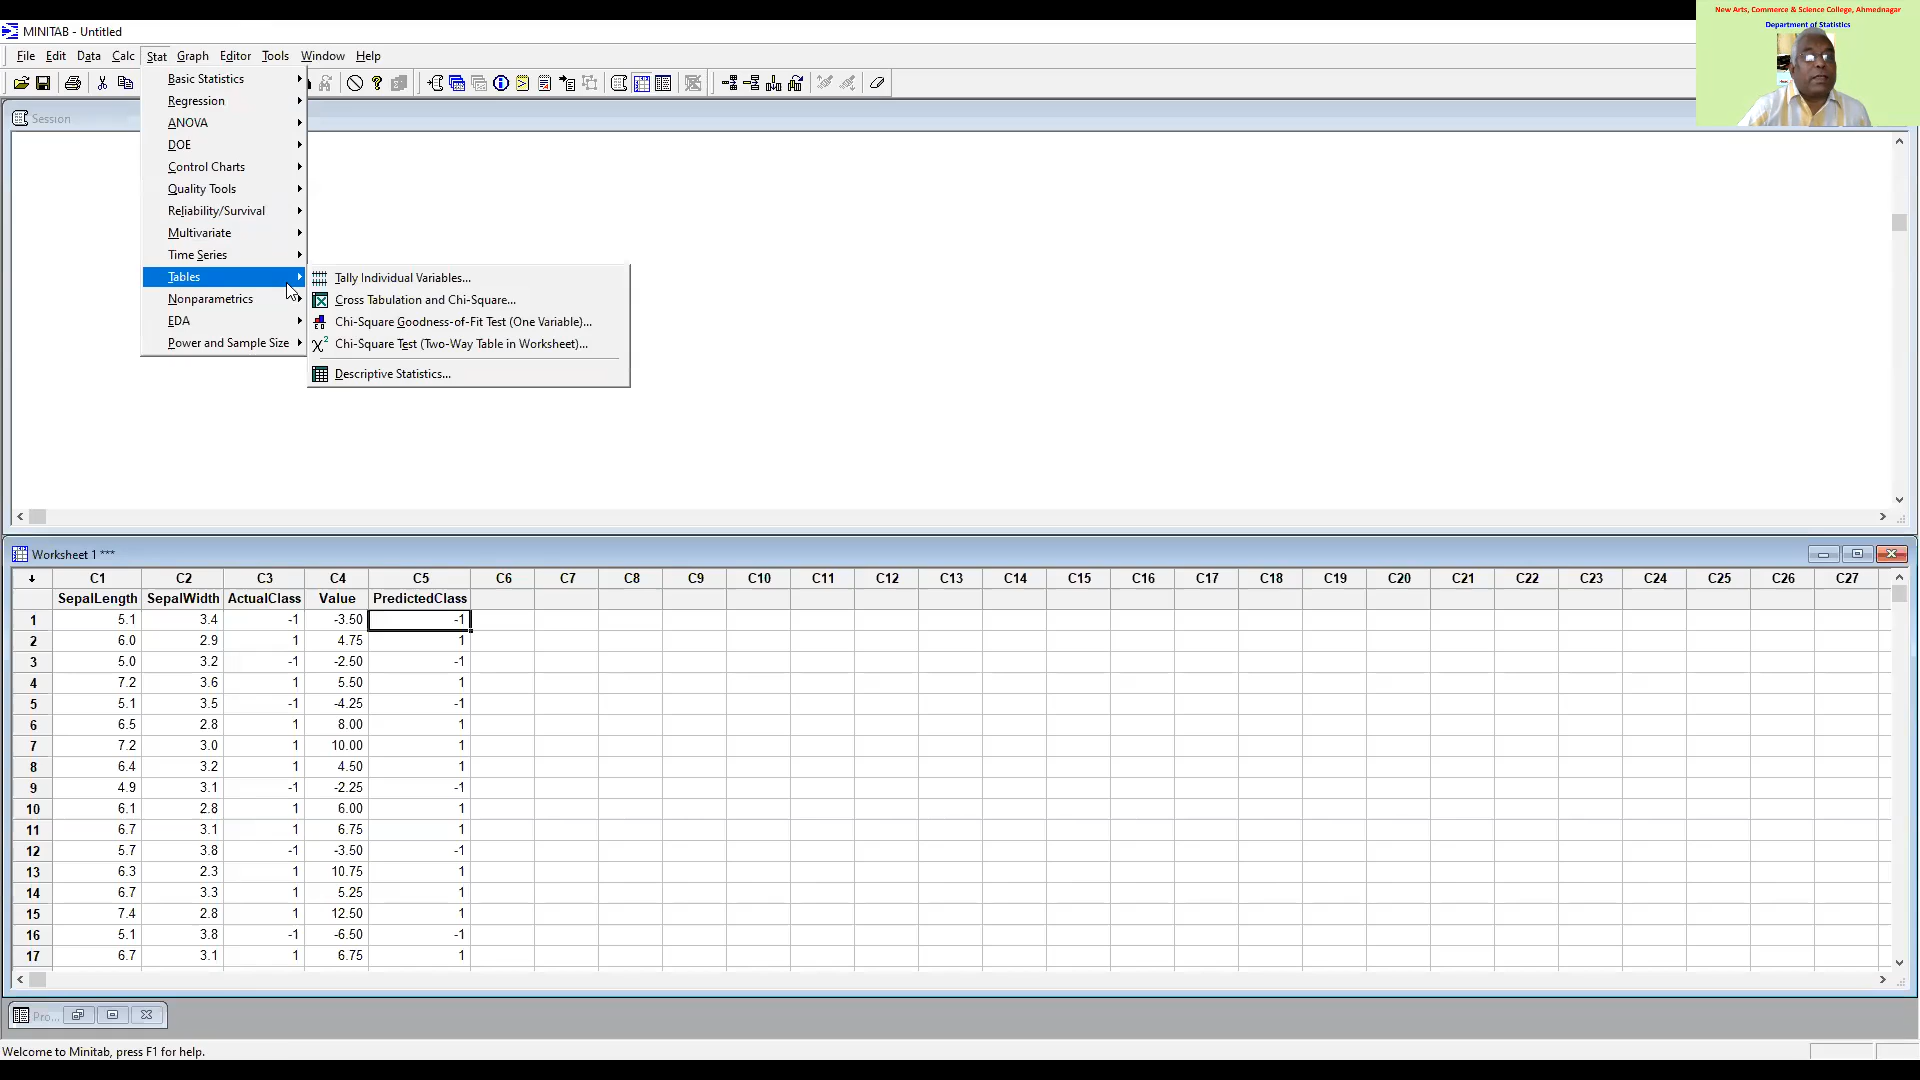 New Arts, Commerce & Science College, Ahmednagar
Department of Statistics
MINITAB - Untitled
File Edit Data Calc Stat Graph Editor Tools Window Help
Session
Basic Statistics
Regression
ANOVA
DOE
Control Charts
Quality Tools
Reliability/Survival
Multivariate
Time Series
Tables
Nonparametrics
EDA
Power and Sample Size
Tally Individual Variables...
Cross Tabulation and Chi-Square...
Chi-Square Goodness-of-Fit Test (One Variable)...
Chi-Square Test (Two-Way Table in Worksheet)...
Descriptive Statistics...
Worksheet 1 ***
C1 C2 C3 C4 C5 C6 C7 C8 C9 C10 C11 C12 C13 C14 C15 C16 C17 C18 C19 C20 C21 C22 C23 C24 C25 C26 C27
SepalLength SepalWidth ActualClass Value PredictedClass
1 5.1 3.4 -1 -3.50 -1
2 6.0 2.9 1 4.75 1
3 5.0 3.2 -1 -2.50 -1
4 7.2 3.6 1 5.50 1
5 5.1 3.5 -1 -4.25 -1
6 6.5 2.8 1 8.00 1
7 7.2 3.0 1 10.00 1
8 6.4 3.2 1 4.50 1
9 4.9 3.1 -1 -2.25 -1
10 6.1 2.8 1 6.00 1
11 6.7 3.1 1 6.75 1
12 5.7 3.8 -1 -3.50 -1
13 6.3 2.3 1 10.75 1
14 6.7 3.3 1 5.25 1
15 7.4 2.8 1 12.50 1
16 5.1 3.8 -1 -6.50 -1
17 6.7 3.1 1 6.75 1
Pro...
Welcome to Minitab, press F1 for help.